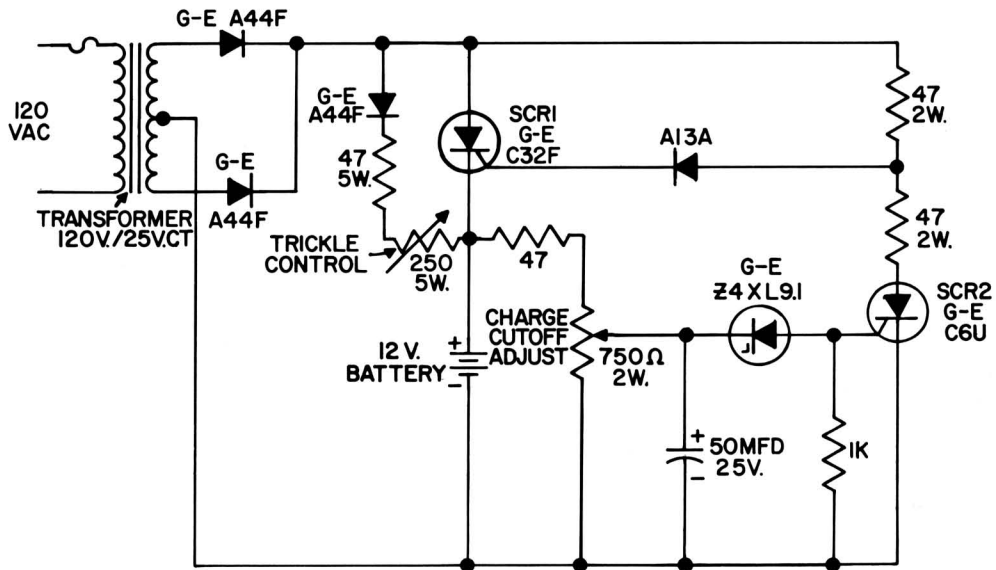 G-E A44F
120
VAC
G-E
A44F
TRANSFORMER
120V./25V.CT
G-E
A44F
47
5W.
SCR1
G-E
C32F
A13A
47
2W.
47
2W.
TRICKLE
CONTROL
250
5W.
47
G-E
Z4XL9.1
SCR2
G-E
C6U
CHARGE
CUTOFF
ADJUST
750Ω
2W.
+
12 V.
BATTERY
-
+
50MFD
25V.
-
1K